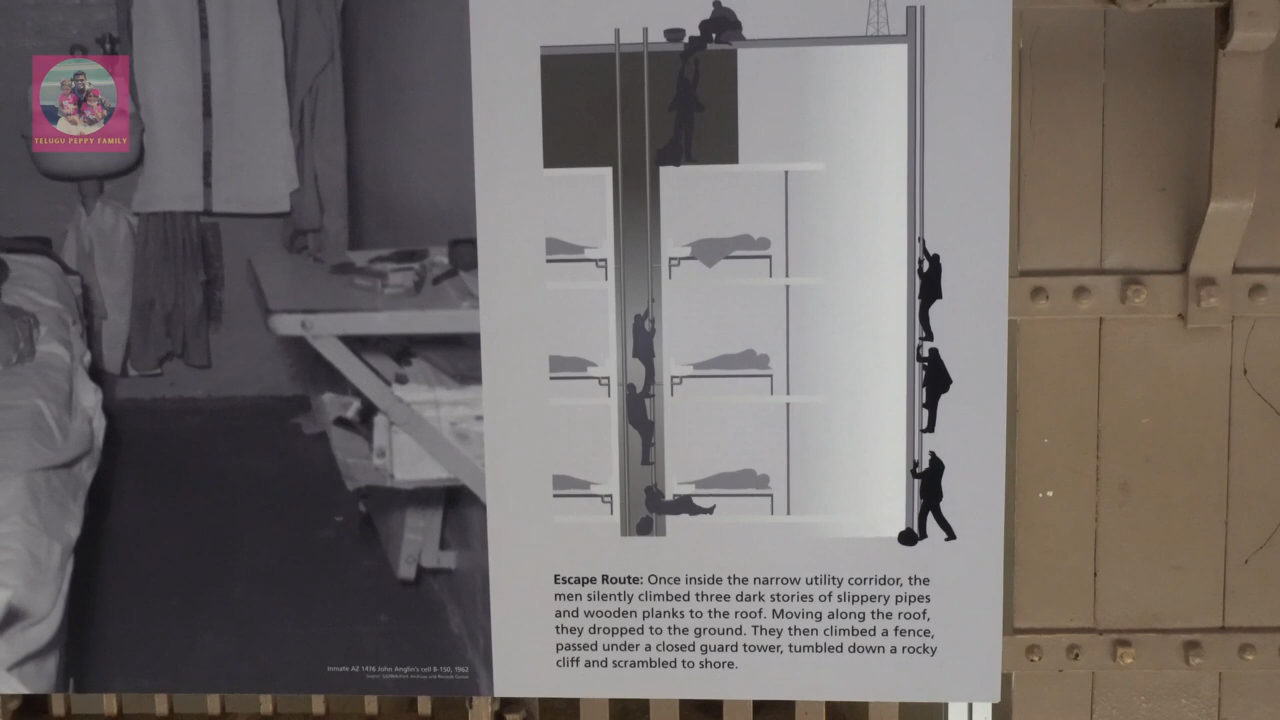 TELUGU PEPPY FAMILY
Escape Route: Once inside the narrow utility corridor, the
men silently climbed three dark stories of slippery pipes
and wooden planks to the roof. Moving along the roof,
they dropped to the ground. They then climbed a fence,
passed under a closed guard tower, tumbled down a rocky
cliff and scrambled to shore.
Inmate AZ 1476 John Anglin's cell B-150, 1962